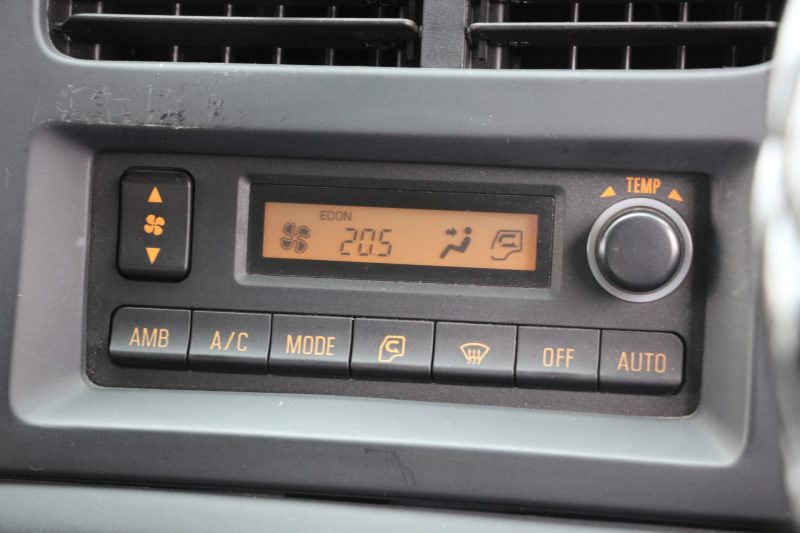 TEMP
ECON
20.5
AMB A/C MODE OFF AUTO